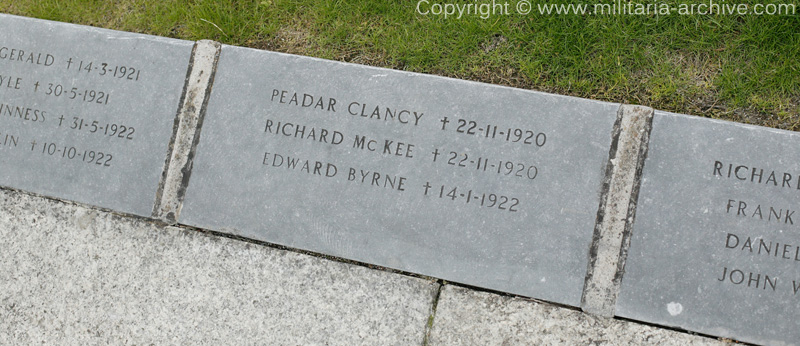 Copyright © www.militaria-archive.com
GERALD † 14·3·1921
YLE † 30·5·1921
NNESS † 31·5·1922
LIN † 10·10·1922
PEADAR CLANCY † 22·11·1920
RICHARD McKEE † 22·11·1920
EDWARD BYRNE † 14·1·1922
RICHARD
FRANK
DANIEL
JOHN W